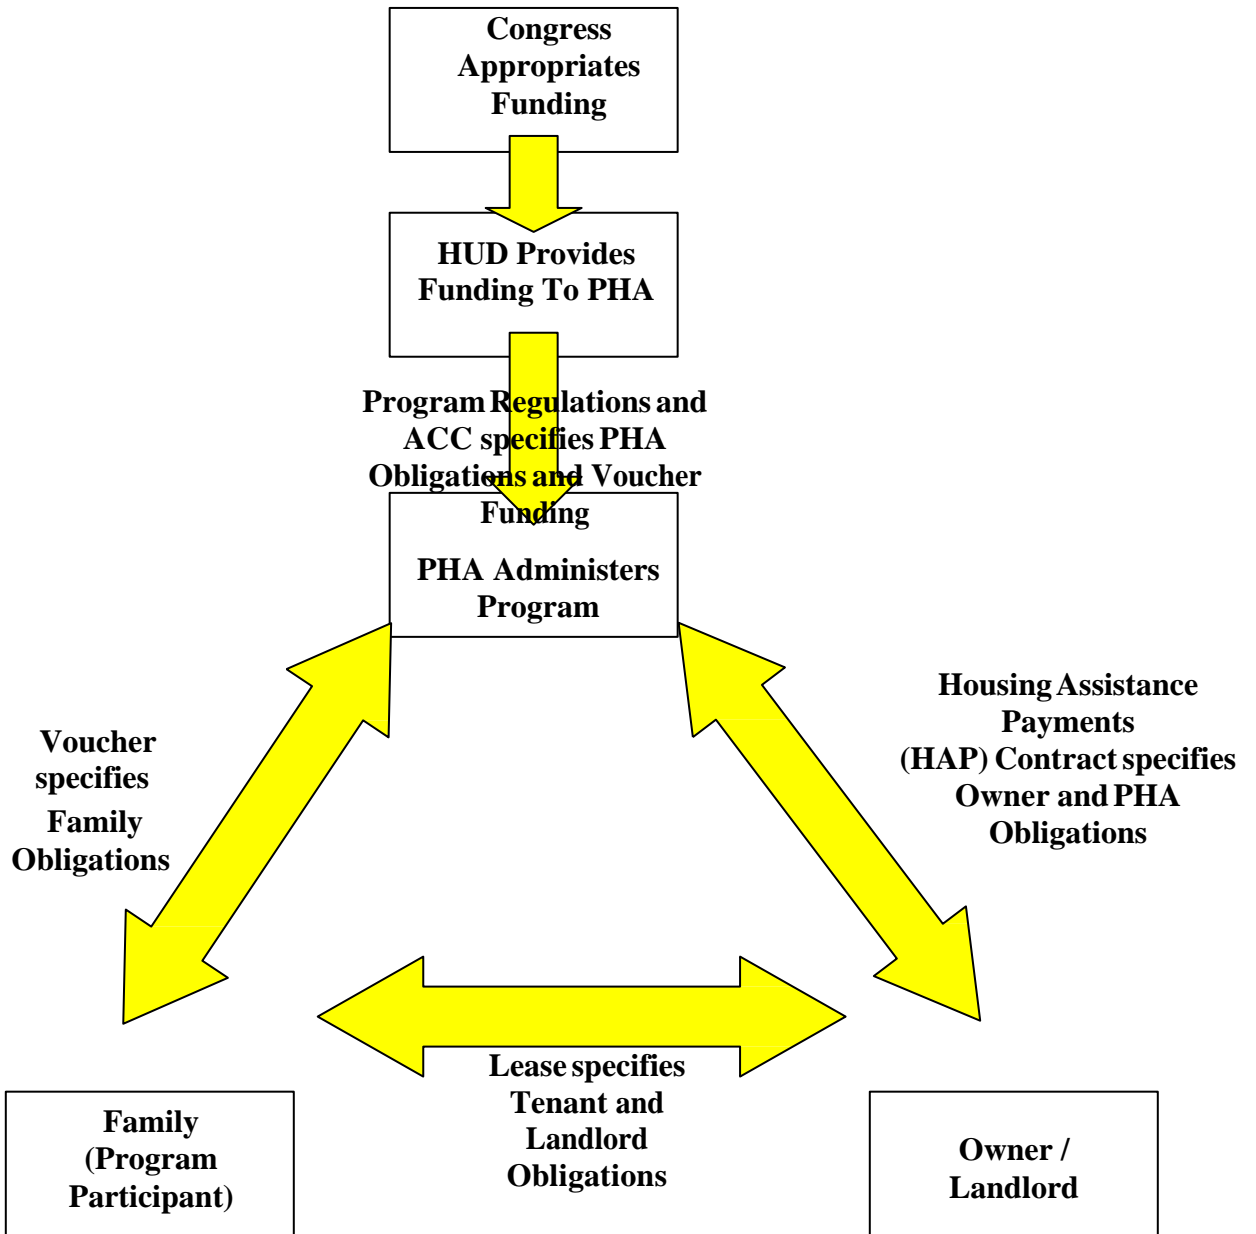 Congress
Appropriates
Funding
HUD Provides
Funding To PHA
Program Regulations and
ACC specifies PHA
Obligations and Voucher
Funding
PHA Administers
Program
Voucher
specifies
Family
Obligations
Housing Assistance
Payments
(HAP) Contract specifies
Owner and PHA
Obligations
Lease specifies
Tenant and
Landlord
Obligations
Family
(Program
Participant)
Owner /
Landlord